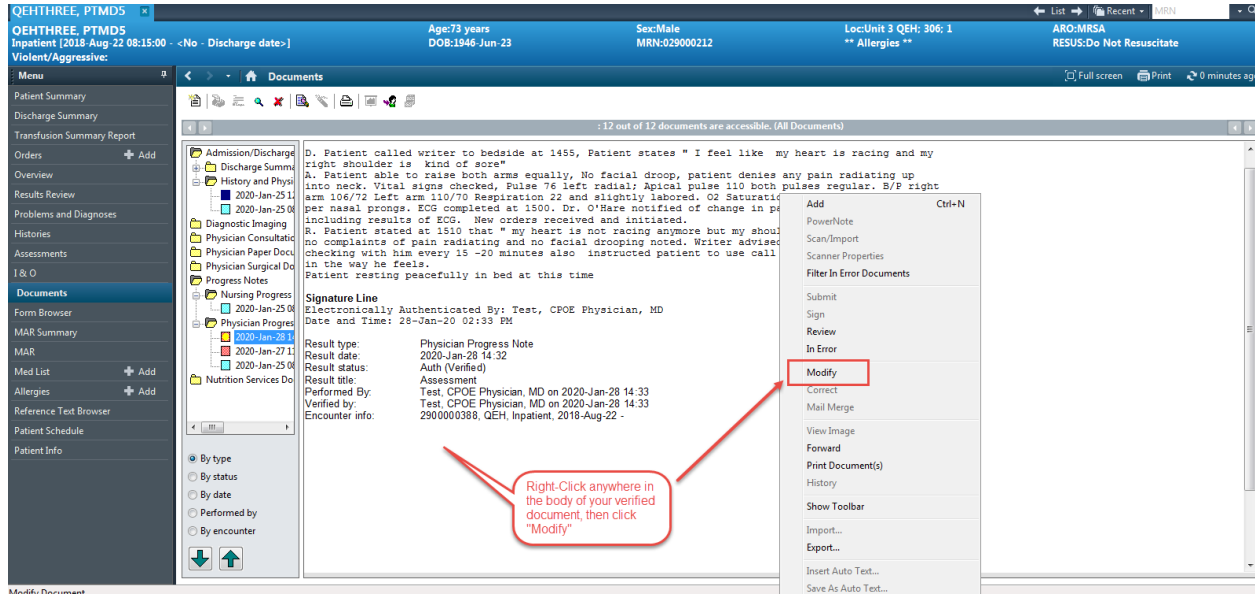 QEHTHREE, PTMD5
List
Recent
MRN
QEHTHREE, PTMD5
Age:73 years
Sex:Male
Loc:Unit 3 QEH; 306; 1
ARO:MRSA
Inpatient [2018-Aug-22 08:15:00 - <No - Discharge date>]
DOB:1946-Jun-23
MRN:029000212
** Allergies **
RESUS:Do Not Resuscitate
Violent/Aggressive:
Menu
Documents
Full screen
Print
0 minutes ago
Patient Summary
Discharge Summary
Transfusion Summary Report
Orders
Add
Overview
Results Review
Problems and Diagnoses
Histories
Assessments
I & O
Documents
Form Browser
MAR Summary
MAR
Med List
Add
Allergies
Add
Reference Text Browser
Patient Schedule
Patient Info
: 12 out of 12 documents are accessible. (All Documents)
Admission/Discharge
Discharge Summa
History and Physi
2020-Jan-25 12
2020-Jan-25 08
Diagnostic Imaging
Physician Consultatio
Physician Paper Docu
Physician Surgical Do
Progress Notes
Nursing Progress
2020-Jan-25 08
Physician Progres
2020-Jan-28 14
2020-Jan-27 13
2020-Jan-25 08
Nutrition Services Do
By type
By status
By date
Performed by
By encounter
D. Patient called writer to bedside at 1455, Patient states " I feel like my heart is racing and my
right shoulder is kind of sore"
A. Patient able to raise both arms equally, No facial droop, patient denies any pain radiating up
into neck. Vital signs checked, Pulse 76 left radial; Apical pulse 110 both pulses regular. B/P right
arm 106/72 Left arm 110/70 Respiration 22 and slightly labored. O2 Saturatio
per nasal prongs. ECG completed at 1500. Dr. O'Hare notified of change in pa
including results of ECG. New orders received and initiated.
R. Patient stated at 1510 that " my heart is not racing anymore but my shoul
no complaints of pain radiating and no facial drooping noted. Writer advised
checking with him every 15 -20 minutes also instructed patient to use call
in the way he feels.
Patient resting peacefully in bed at this time
Signature Line
Electronically Authenticated By: Test, CPOE Physician, MD
Date and Time: 28-Jan-20 02:33 PM
Result type: Physician Progress Note
Result date: 2020-Jan-28 14:32
Result status: Auth (Verified)
Result title: Assessment
Performed By: Test, CPOE Physician, MD on 2020-Jan-28 14:33
Verified by: Test, CPOE Physician, MD on 2020-Jan-28 14:33
Encounter info: 2900000388, QEH, Inpatient, 2018-Aug-22 -
Right-Click anywhere in
the body of your verified
document, then click
"Modify"
Add Ctrl+N
PowerNote
Scan/Import
Scanner Properties
Filter In Error Documents
Submit
Sign
Review
In Error
Modify
Correct
Mail Merge
View Image
Forward
Print Document(s)
History
Show Toolbar
Import...
Export...
Insert Auto Text...
Save As Auto Text...
Modify Document